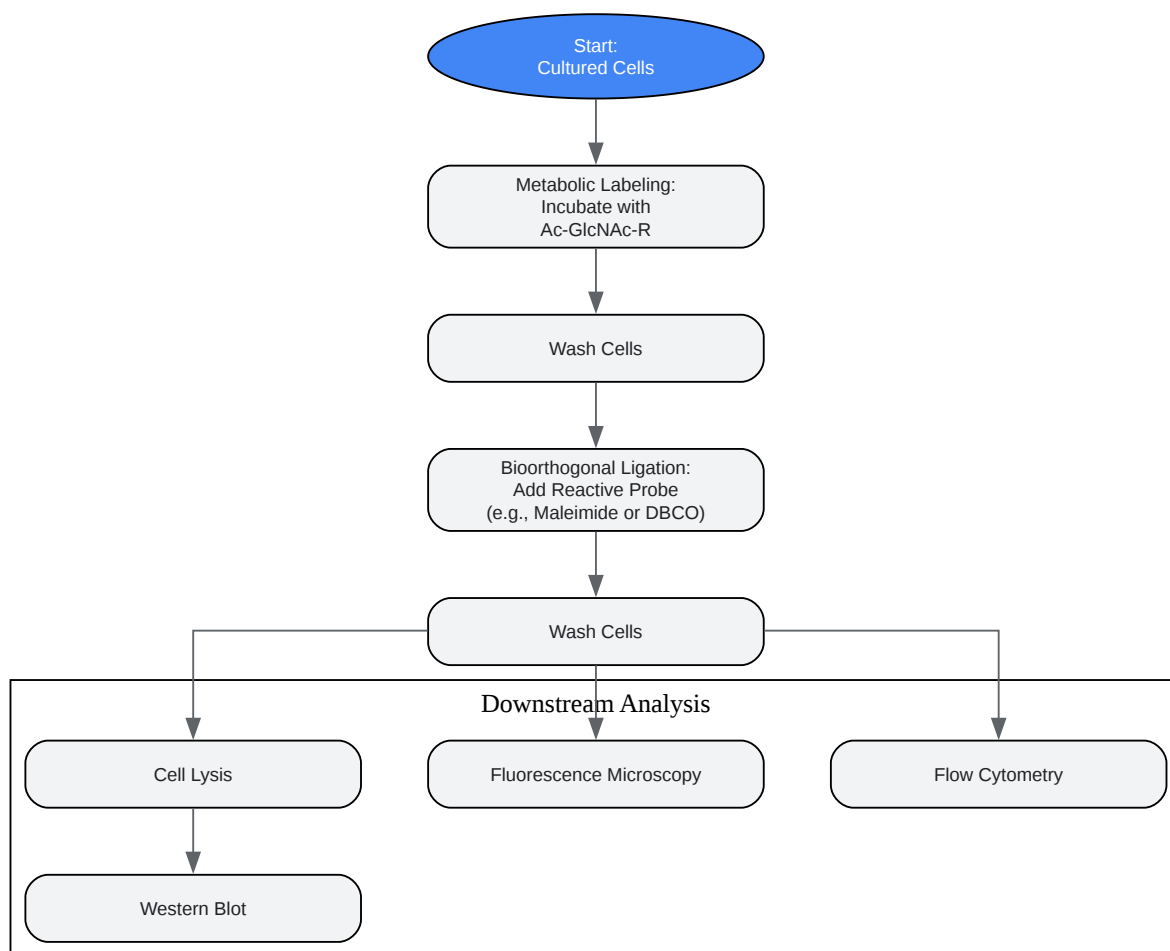 Start:
Cultured Cells
Metabolic Labeling:
Incubate with
Ac-GlcNAc-R
Wash Cells
Bioorthogonal Ligation:
Add Reactive Probe
(e.g., Maleimide or DBCO)
Wash Cells
Downstream Analysis
Cell Lysis
Fluorescence Microscopy
Flow Cytometry
Western Blot